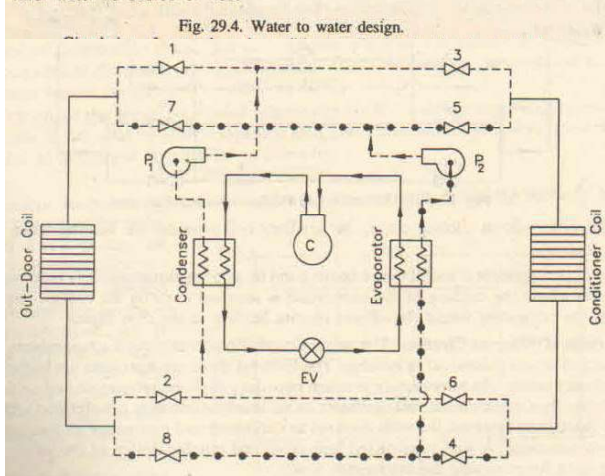 Fig. 29.4. Water to water design.
1
3
7
5
P1
P2
C
Condenser
Evaporator
Out-Door Coil
Conditioner Coil
EV
2
6
8
4